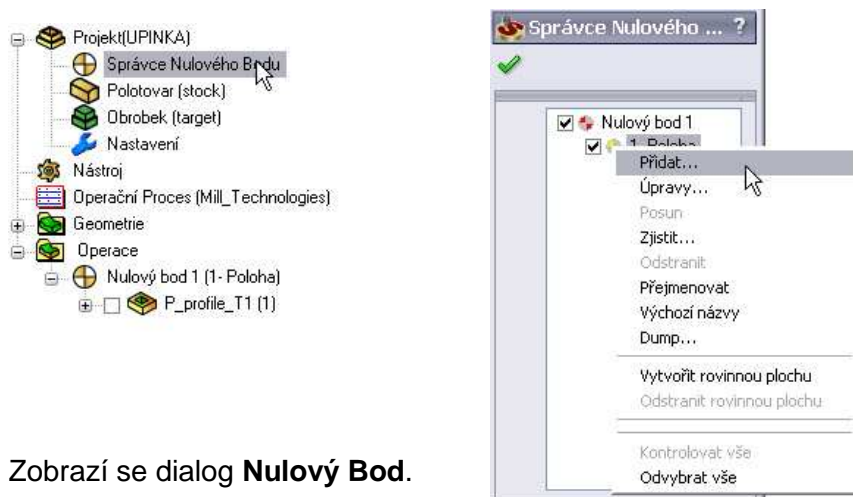 Projekt(UPINKA)
Správce Nulového Bodu
Polotovar (stock)
Obrobek (target)
Nastavení
Nástroj
Operační Proces (Mill_Technologies)
Geometrie
Operace
Nulový bod 1 (1- Poloha)
P_profile_T1 (1)
Správce Nulového ... ?
Nulový bod 1
1- Poloha
Přidat...
Úpravy...
Posun
Zjistit...
Odstranit
Přejmenovat
Výchozí názvy
Dump...
Vytvořit rovinnou plochu
Odstranit rovinnou plochu
Kontrolovat vše
Odvybrat vše
Zobrazí se dialog Nulový Bod.